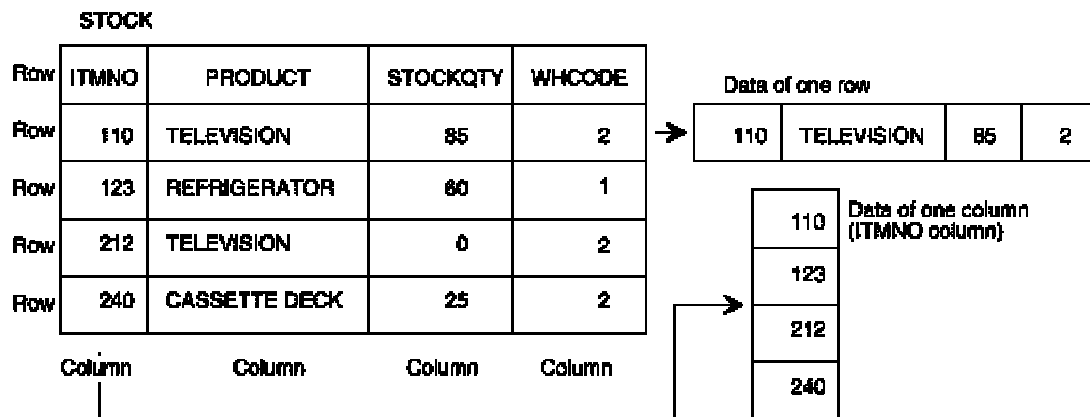 STOCK
Row ITMNO PRODUCT STOCKQTY WHCODE
Data of one row
Row 110 TELEVISION 85 2
110 TELEVISION 85 2
Row 123 REFRIGERATOR 60 1
Row 212 TELEVISION 0 2
Row 240 CASSETTE DECK 25 2
Column Column Column Column
110
123
212
240
Data of one column
(ITMNO column)